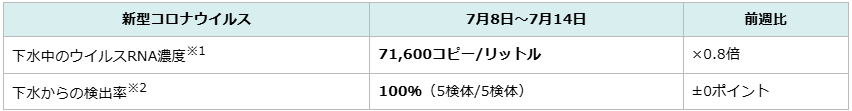 新型コロナウイルス 7月8日～7月14日 前週比
下水中のウイルスRNA濃度※1 71,600コピー/リットル ×0.8倍
下水からの検出率※2 100%（5検体/5検体） ±0ポイント